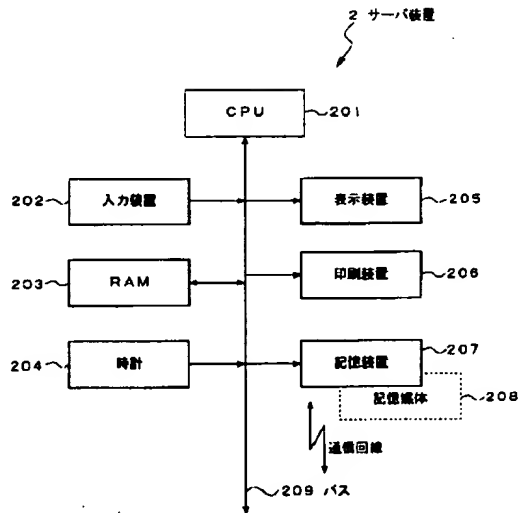 2 サーバ装置
CPU
201
202
入力装置
表示装置
205
203
RAM
印刷装置
206
204
時計
記憶装置
207
記憶媒体
208
通信回線
209 バス